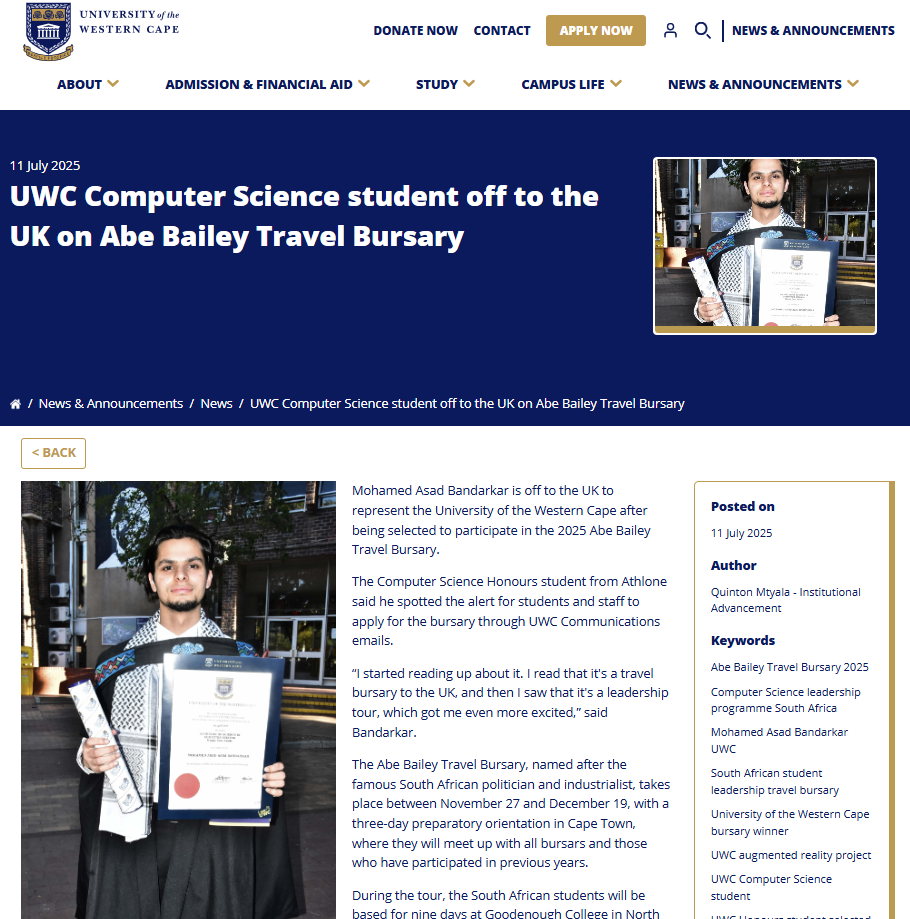 UNIVERSITY of the
WESTERN CAPE
DONATE NOW CONTACT APPLY NOW NEWS & ANNOUNCEMENTS
ABOUT ADMISSION & FINANCIAL AID STUDY CAMPUS LIFE NEWS & ANNOUNCEMENTS
11 July 2025
UWC Computer Science student off to the
UK on Abe Bailey Travel Bursary
/ News & Announcements / News / UWC Computer Science student off to the UK on Abe Bailey Travel Bursary
< BACK
Mohamed Asad Bandarkar is off to the UK to
represent the University of the Western Cape after
being selected to participate in the 2025 Abe Bailey
Travel Bursary.
The Computer Science Honours student from Athlone
said he spotted the alert for students and staff to
apply for the bursary through UWC Communications
emails.
“I started reading up about it. I read that it's a travel
bursary to the UK, and then I saw that it's a leadership
tour, which got me even more excited,” said
Bandarkar.
The Abe Bailey Travel Bursary, named after the
famous South African politician and industrialist, takes
place between November 27 and December 19, with a
three-day preparatory orientation in Cape Town,
where they will meet up with all bursars and those
who have participated in previous years.
During the tour, the South African students will be
based for nine days at Goodenough College in North
Posted on
11 July 2025
Author
Quinton Mtyala - Institutional
Advancement
Keywords
Abe Bailey Travel Bursary 2025
Computer Science leadership
programme South Africa
Mohamed Asad Bandarkar
UWC
South African student
leadership travel bursary
University of the Western Cape
bursary winner
UWC augmented reality project
UWC Computer Science
student
UWC Honours student selected